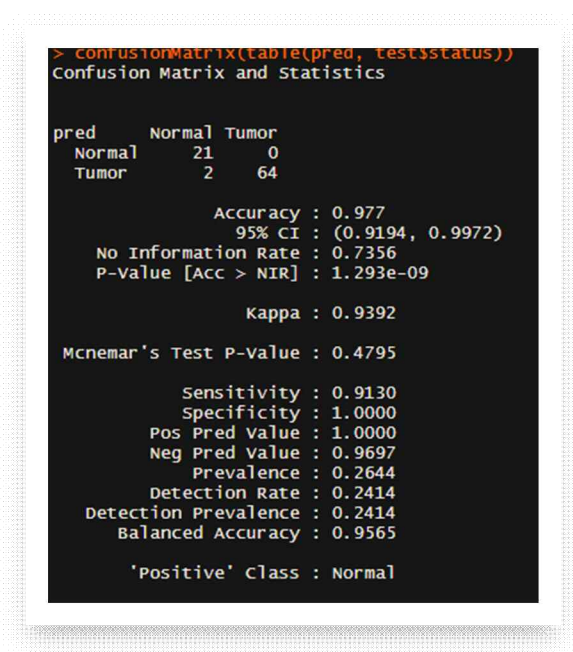 > confusionMatrix(table(pred, test$status))
Confusion Matrix and Statistics
pred Normal Tumor
Normal 21 0
Tumor 2 64
Accuracy : 0.977
95% CI : (0.9194, 0.9972)
No Information Rate : 0.7356
P-Value [Acc > NIR] : 1.293e-09
Kappa : 0.9392
Mcnemar's Test P-Value : 0.4795
Sensitivity : 0.9130
Specificity : 1.0000
Pos Pred Value : 1.0000
Neg Pred Value : 0.9697
Prevalence : 0.2644
Detection Rate : 0.2414
Detection Prevalence : 0.2414
Balanced Accuracy : 0.9565
'Positive' Class : Normal